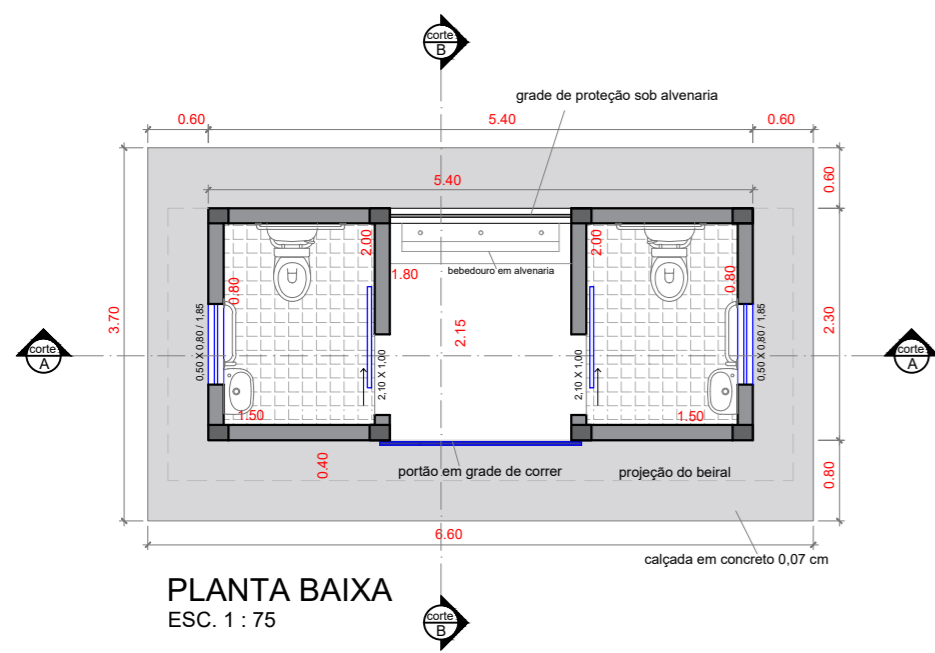 corte
B
grade de proteção sob alvenaria
0.60
5.40
0.60
5.40
0.60
2.00
2.00
bebedouro em alvenaria
1.80
0.80
0.80
0,50 X 0,80 / 1,85
0,50 X 0,80 / 1,85
3.70
2.15
2.30
corte
A
corte
A
2,10 X 1,00
2,10 X 1,00
1.50
1.50
0.40
portão em grade de correr
projeção do beiral
0.80
6.60
calçada em concreto 0,07 cm
PLANTA BAIXA
ESC. 1 : 75
corte
B